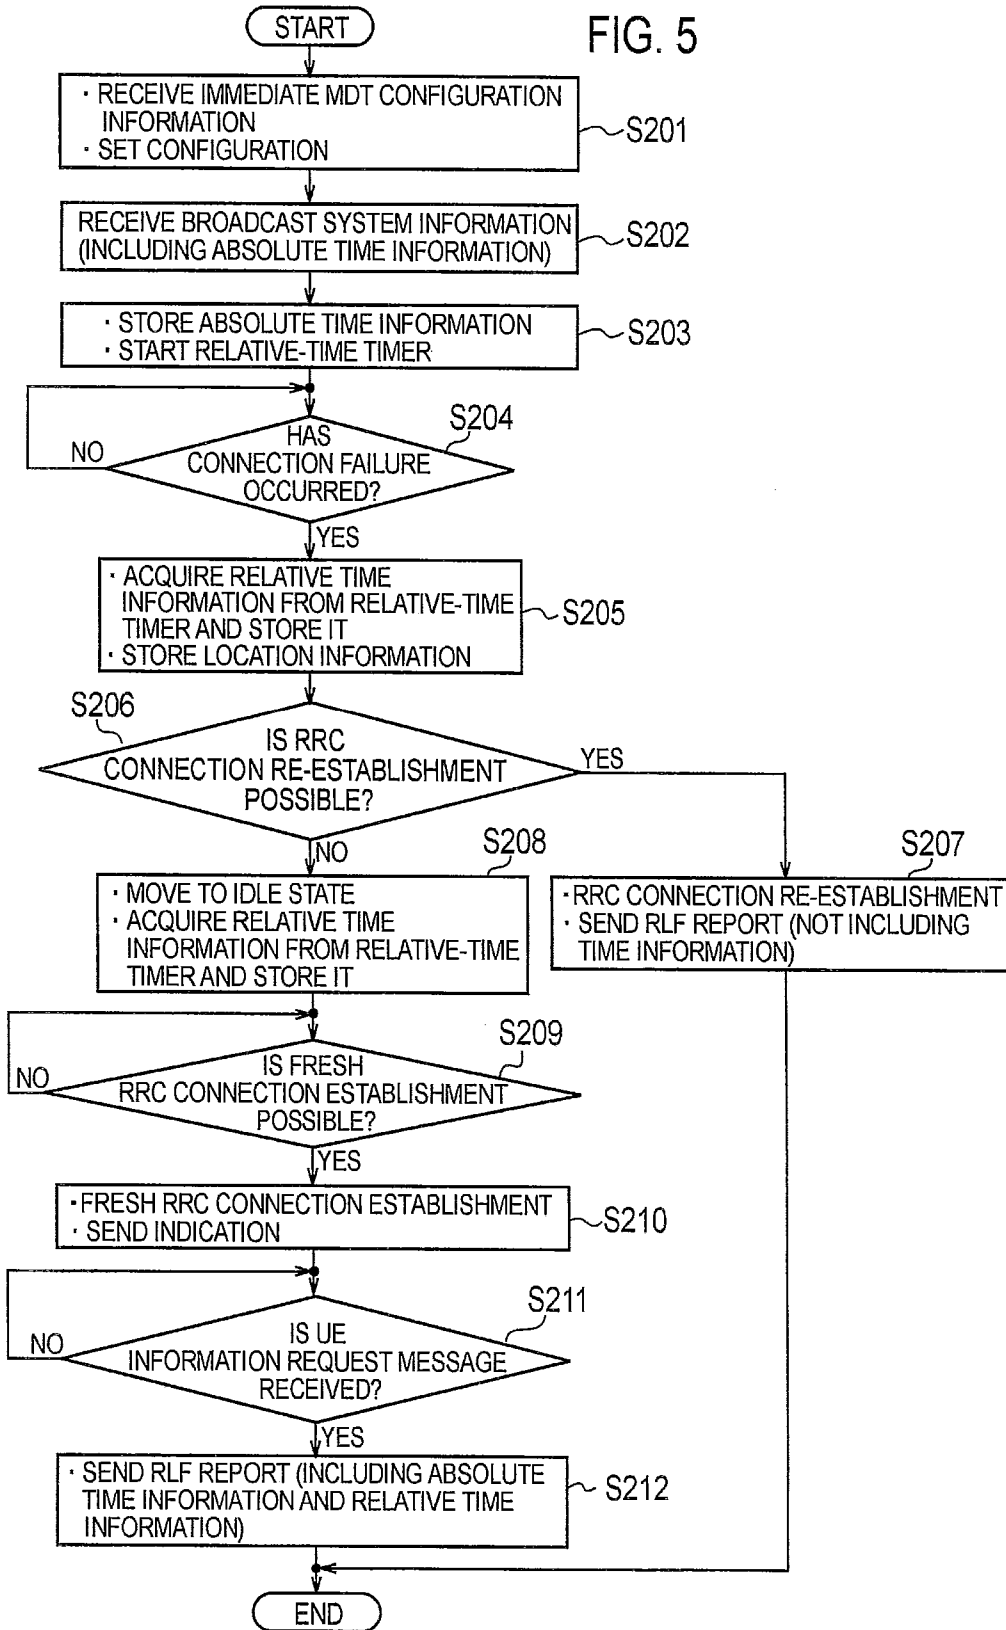 START
FIG. 5
· RECEIVE IMMEDIATE MDT CONFIGURATION
INFORMATION
· SET CONFIGURATION
S201
RECEIVE BROADCAST SYSTEM INFORMATION
(INCLUDING ABSOLUTE TIME INFORMATION)
S202
· STORE ABSOLUTE TIME INFORMATION
· START RELATIVE-TIME TIMER
S203
S204
NO
HAS
CONNECTION FAILURE
OCCURRED?
YES
· ACQUIRE RELATIVE TIME
INFORMATION FROM RELATIVE-TIME
TIMER AND STORE IT
· STORE LOCATION INFORMATION
S205
S206
IS RRC
CONNECTION RE-ESTABLISHMENT
POSSIBLE?
YES
NO
S208
· MOVE TO IDLE STATE
· ACQUIRE RELATIVE TIME
INFORMATION FROM RELATIVE-TIME
TIMER AND STORE IT
S207
· RRC CONNECTION RE-ESTABLISHMENT
· SEND RLF REPORT (NOT INCLUDING
TIME INFORMATION)
S209
NO
IS FRESH
RRC CONNECTION ESTABLISHMENT
POSSIBLE?
YES
· FRESH RRC CONNECTION ESTABLISHMENT
· SEND INDICATION
S210
S211
NO
IS UE
INFORMATION REQUEST MESSAGE
RECEIVED?
YES
· SEND RLF REPORT (INCLUDING ABSOLUTE
TIME INFORMATION AND RELATIVE TIME
INFORMATION)
S212
END